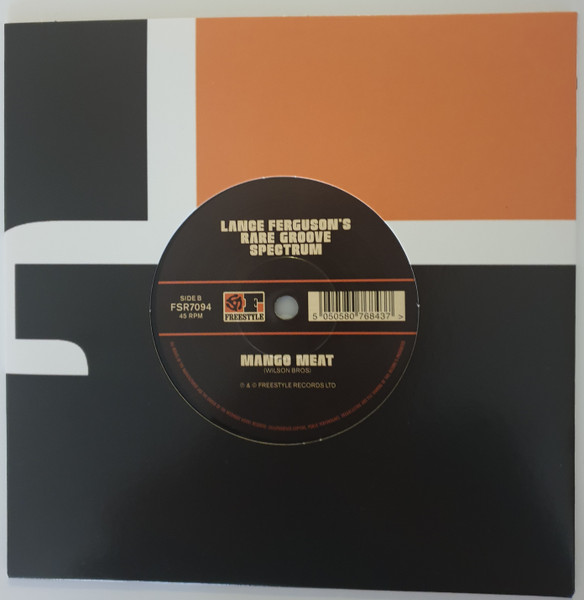 LANCE FERGUSON'S
RARE GROOVE
SPECTRUM
SIDE B
FSR7094
45 RPM
F
FREESTYLE
5 050580 768437 >
MANGO MEAT
(WILSON BROS)
℗ & © FREESTYLE RECORDS LTD